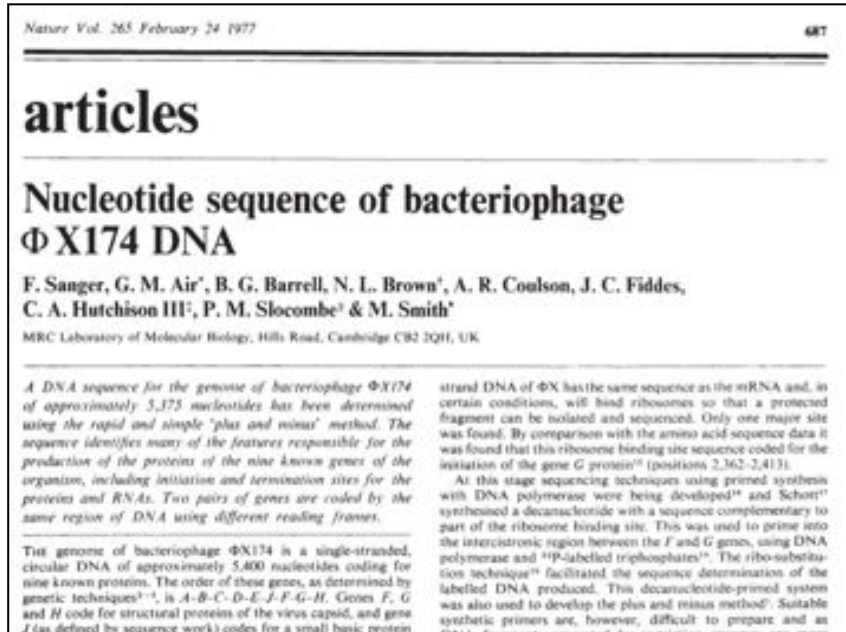 Nature Vol. 265 February 24 1977
687
articles
Nucleotide sequence of bacteriophage
ΦX174 DNA
F. Sanger, G. M. Air*, B. G. Barrell, N. L. Brown†, A. R. Coulson, J. C. Fiddes,
C. A. Hutchison III‡, P. M. Slocombe§ & M. Smith*
MRC Laboratory of Molecular Biology, Hills Road, Cambridge CB2 2QH, UK
A DNA sequence for the genome of bacteriophage ΦX174
of approximately 5,375 nucleotides has been determined
using the rapid and simple 'plus and minus' method. The
sequence identifies many of the features responsible for the
production of the proteins of the nine known genes of the
organism, including initiation and termination sites for the
proteins and RNAs. Two pairs of genes are coded by the
same region of DNA using different reading frames.
THE genome of bacteriophage ΦX174 is a single-stranded,
circular DNA of approximately 5,400 nucleotides coding for
nine known proteins. The order of these genes, as determined by
genetic techniques, is A-B-C-D-E-J-F-G-H. Genes F, G
and H code for structural proteins of the virus capsid, and gene
J (as defined by sequence work) codes for a small basic protein
strand DNA of ΦX has the same sequence as the mRNA and, in
certain conditions, will bind ribosomes so that a protected
fragment can be isolated and sequenced. Only one major site
was found. By comparison with the amino acid sequence data it
was found that this ribosome binding site sequence coded for the
initiation of the gene G protein (positions 2,362-2,413).
At this stage sequencing techniques using primed synthesis
with DNA polymerase were being developed and Schott
synthesised a decanucleotide with a sequence complementary to
part of the ribosome binding site. This was used to prime into
the intercistronic region between the F and G genes, using DNA
polymerase and ³²P-labelled triphosphates. The ribo-substitu-
tion technique facilitated the sequence determination of the
labelled DNA produced. This decanucleotide-primed system
was also used to develop the plus and minus method. Suitable
synthetic primers are, however, difficult to prepare and as